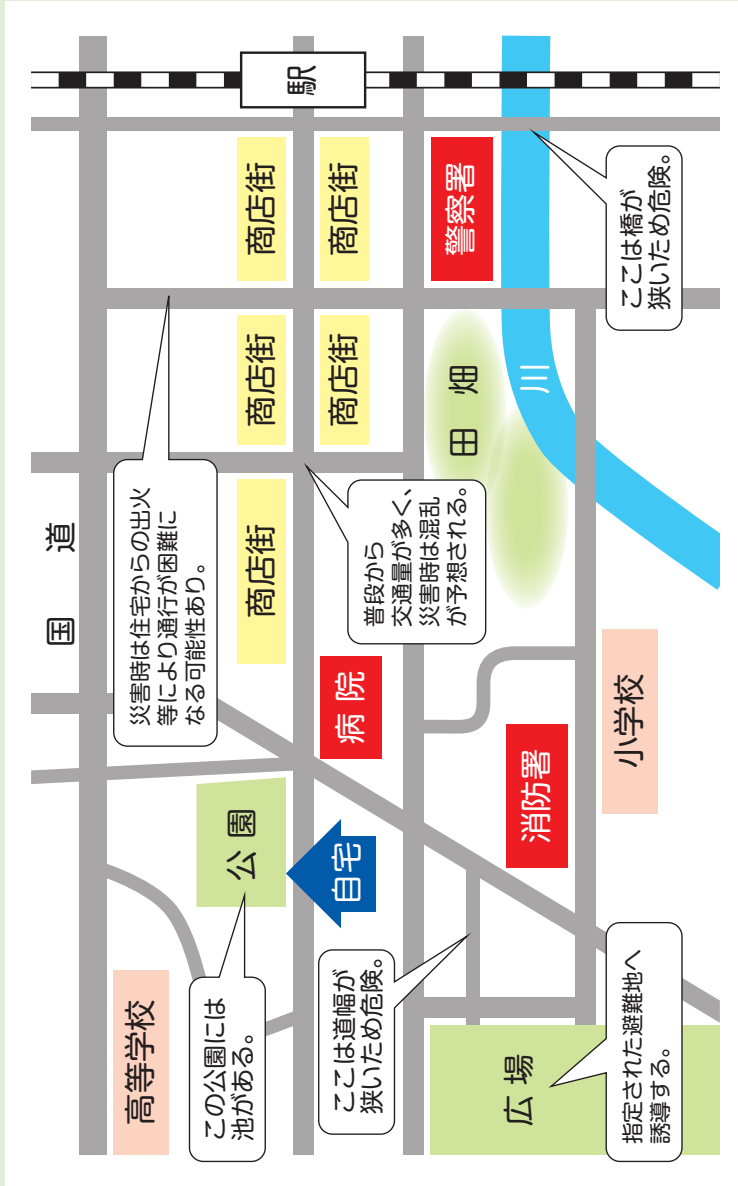 高等学校
国道
災害時は住宅からの出火
等により通行が困難に
なる可能性あり。
この公園には
池がある。
公園
商店街
商店街
商店街
駅
自宅
病院
商店街
商店街
ここは道幅が
狭いため危険。
普段から
交通量が多く、
災害時は混乱
が予想される。
広場
消防署
田畑
警察署
川
指定された避難地へ
誘導する。
小学校
ここは橋が
狭いため危険。